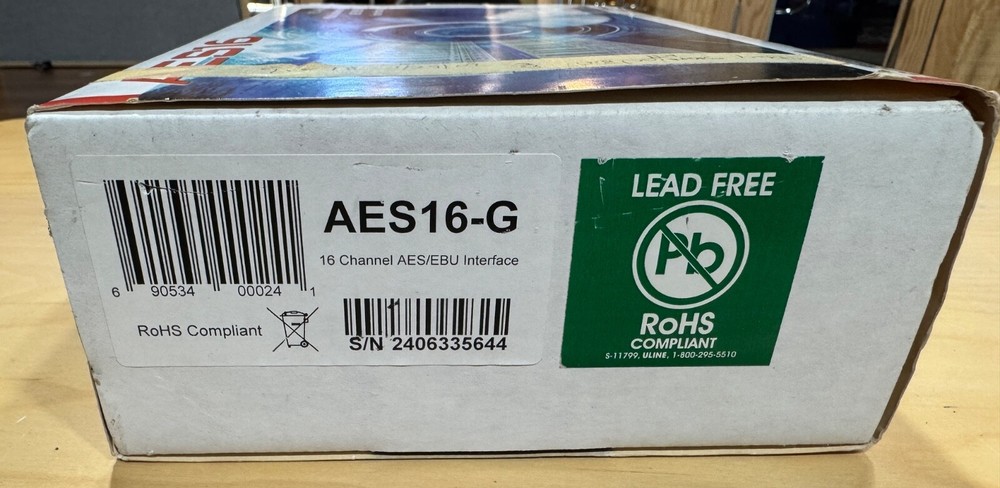 AES16-G
16 Channel AES/EBU Interface
6 90534 00024 1
RoHS Compliant
S/N 2406335644
LEAD FREE
Pb
RoHS
COMPLIANT
S-11799, ULINE, 1-800-295-5510